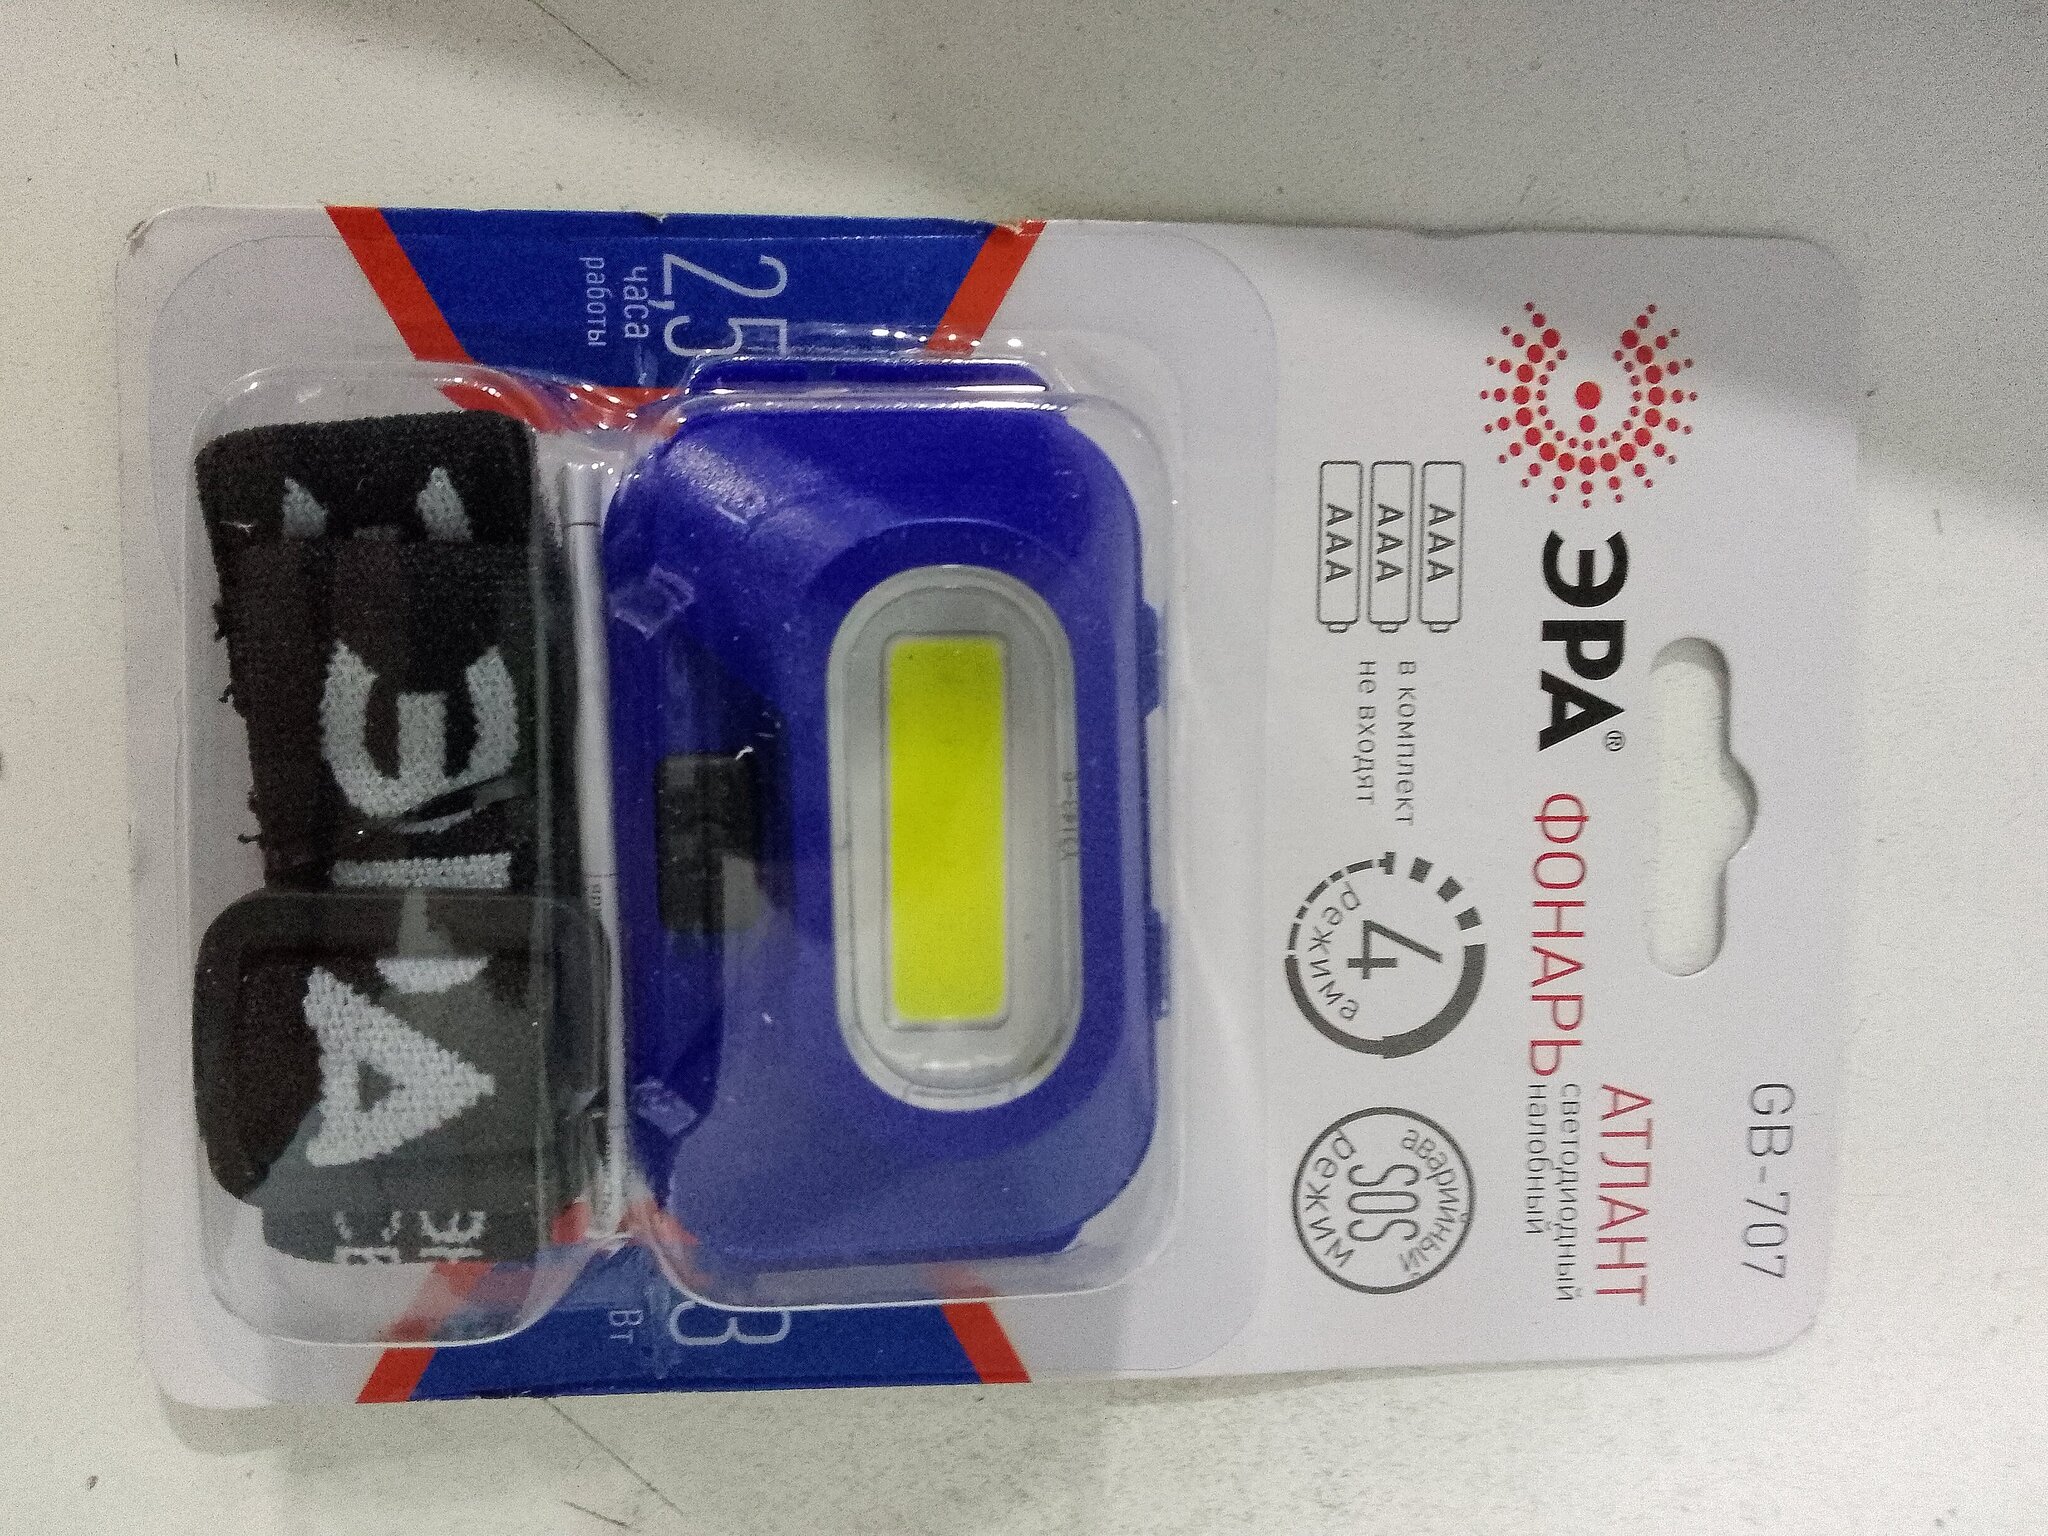 GB-707
ЭРА®
ФОНАРЬ
АТЛАНТ
светодиодный
налобный
AAA
AAA
AAA
в комплект
не входят
4
режима
аварийный
SOS
режим
2,5
часа
работы
3
Вт